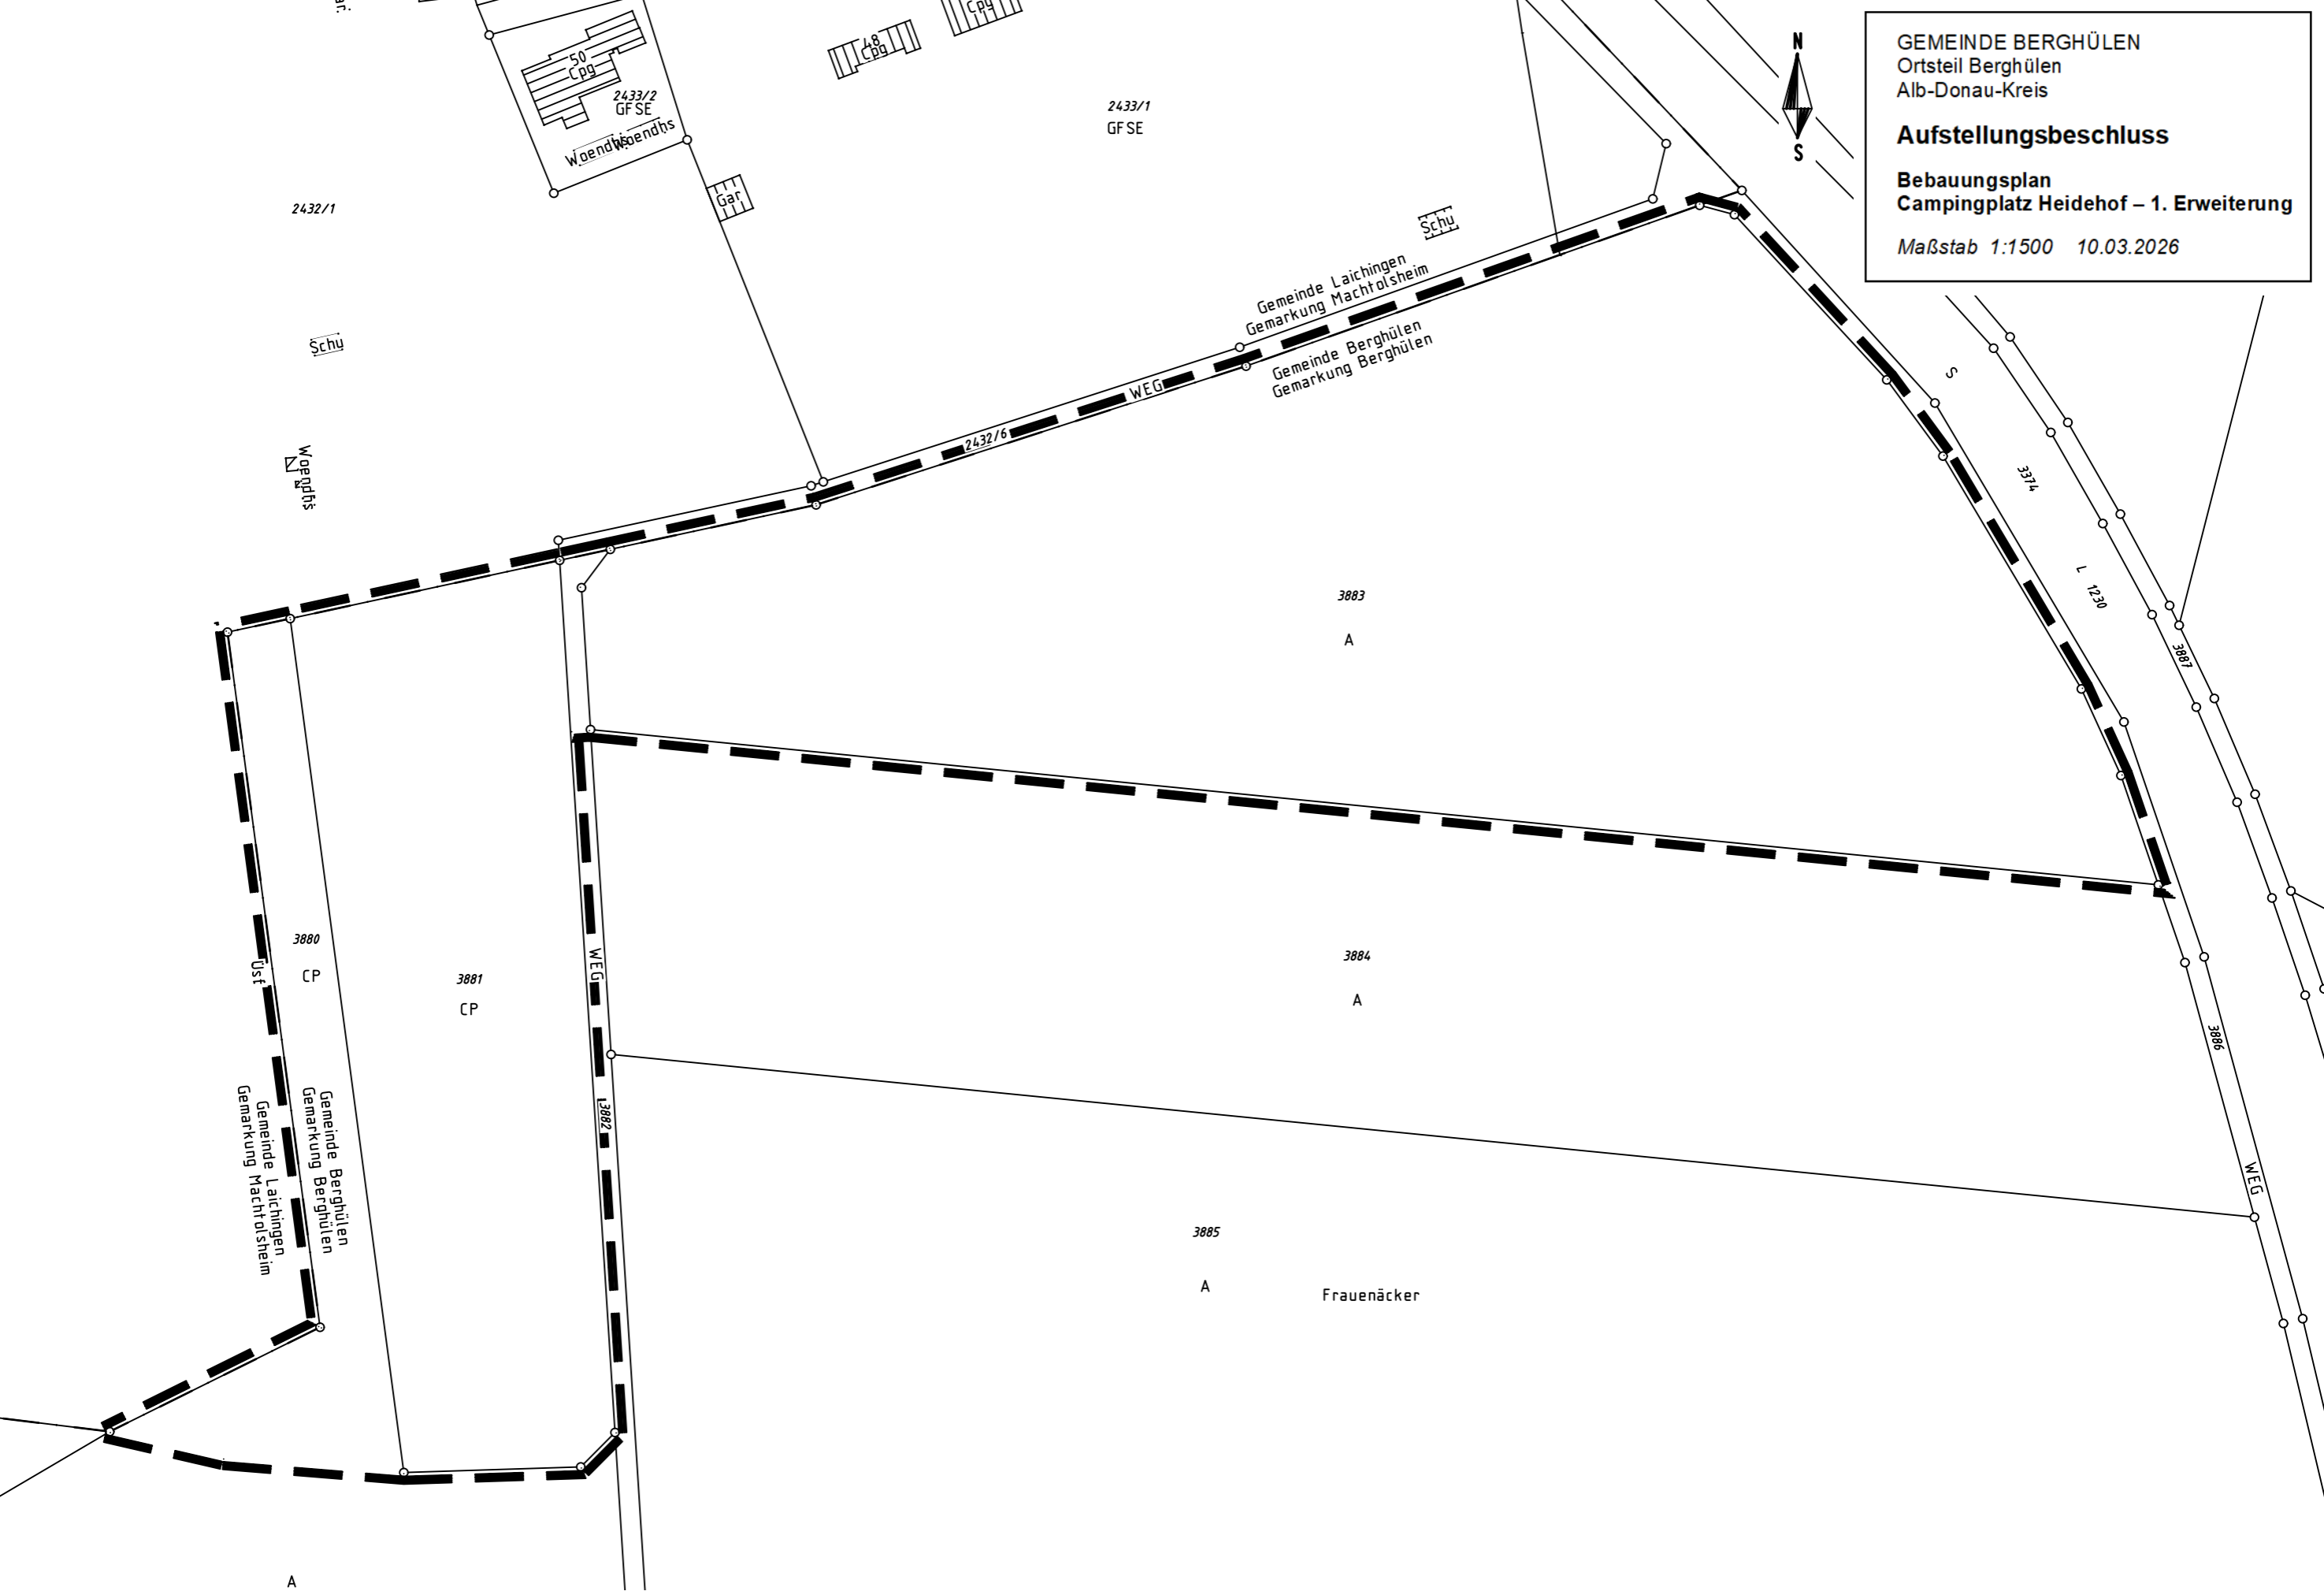 GEMEINDE BERGHÜLEN
Ortsteil Berghülen
Alb-Donau-Kreis
Aufstellungsbeschluss
Bebauungsplan
Campingplatz Heidehof – 1. Erweiterung
Maßstab 1:1500 10.03.2026
N
S
50
Cpg
2433/2
GFSE
Woendhs
Woendhs
48
Cpg
Cpg
2433/1
GFSE
Gar
2432/1
Schu
Schu
Woendhs
Gemeinde Laichingen
Gemarkung Machtolsheim
Gemeinde Berghülen
Gemarkung Berghülen
WEG
2432/6
S
3374
L 1230
3887
3883
A
3880
CP
Üsf
3881
CP
WEG
3882
3884
A
3886
WEG
Gemeinde Berghülen
Gemarkung Berghülen
Gemeinde Laichingen
Gemarkung Machtolsheim
3885
A
Frauenäcker
A